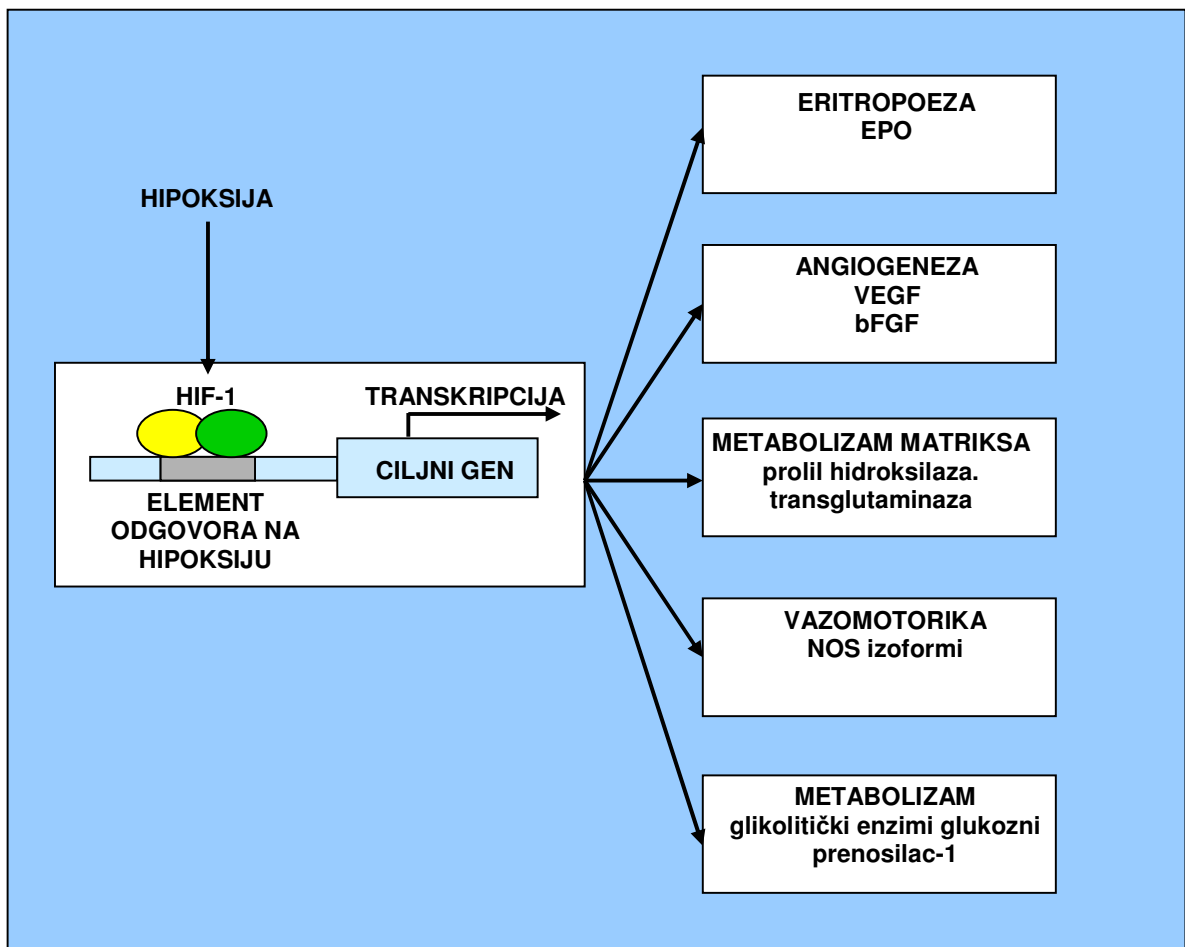 HIPOKSIJA
HIF-1
TRANSKRIPCIJA
CILJNI GEN
ELEMENT
ODGOVORA NA
HIPOKSIJU
ERITROPOEZA
EPO
ANGIOGENEZA
VEGF
bFGF
METABOLIZAM MATRIKSA
prolil hidroksilaza.
transglutaminaza
VAZOMOTORIKA
NOS izoformi
METABOLIZAM
glikolitički enzimi glukozni
prenosilac-1